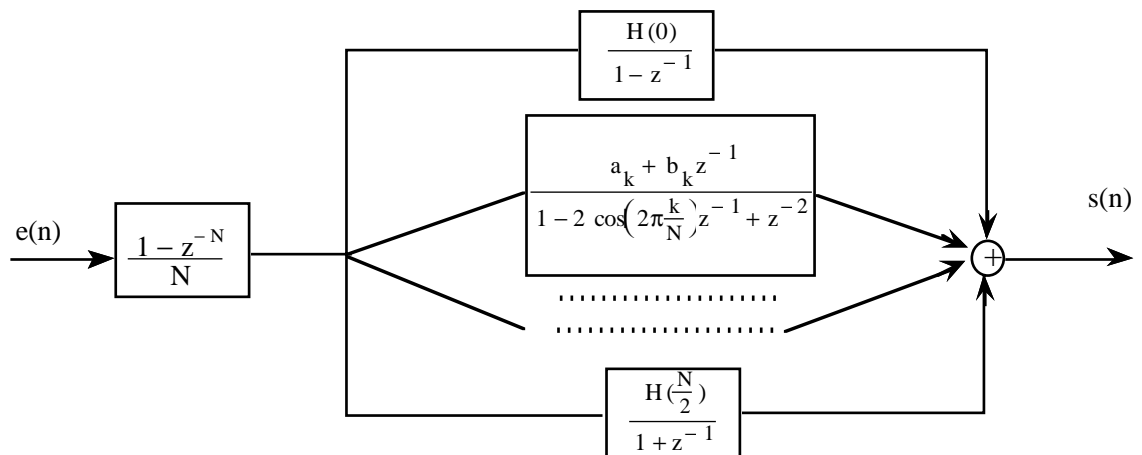 H(0)
1 − z⁻¹
a_k + b_k z⁻¹
1 − 2 cos(2π k/N) z⁻¹ + z⁻²
e(n)
1 − z⁻ᴺ
N
s(n)
+
H(N/2)
1 + z⁻¹